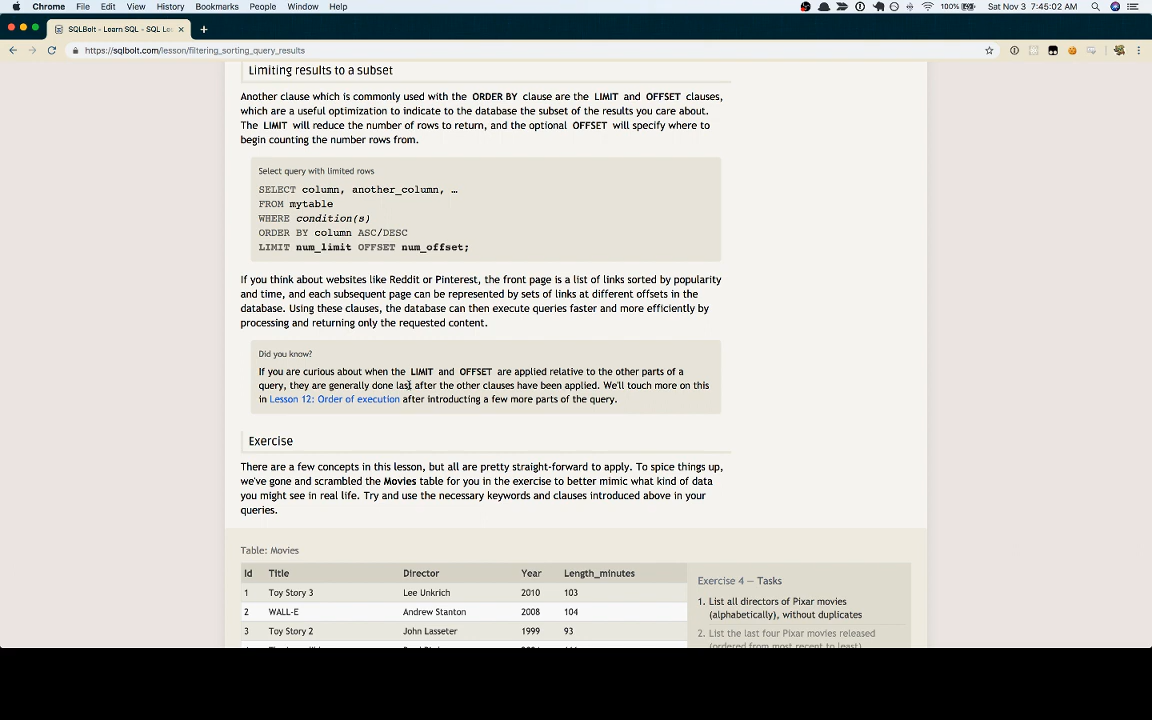 Chrome File Edit View History Bookmarks People Window Help 100% Sat Nov 3 7:45:02 AM
SQLBolt - Learn SQL - SQL Les
https://sqlbolt.com/lesson/filtering_sorting_query_results
Limiting results to a subset
Another clause which is commonly used with the ORDER BY clause are the LIMIT and OFFSET clauses,
which are a useful optimization to indicate to the database the subset of the results you care about.
The LIMIT will reduce the number of rows to return, and the optional OFFSET will specify where to
begin counting the number rows from.
Select query with limited rows
SELECT column, another_column, …
FROM mytable
WHERE condition(s)
ORDER BY column ASC/DESC
LIMIT num_limit OFFSET num_offset;
If you think about websites like Reddit or Pinterest, the front page is a list of links sorted by popularity
and time, and each subsequent page can be represented by sets of links at different offsets in the
database. Using these clauses, the database can then execute queries faster and more efficiently by
processing and returning only the requested content.
Did you know?
If you are curious about when the LIMIT and OFFSET are applied relative to the other parts of a
query, they are generally done last after the other clauses have been applied. We'll touch more on this
in Lesson 12: Order of execution after introducting a few more parts of the query.
Exercise
There are a few concepts in this lesson, but all are pretty straight-forward to apply. To spice things up,
we've gone and scrambled the Movies table for you in the exercise to better mimic what kind of data
you might see in real life. Try and use the necessary keywords and clauses introduced above in your
queries.
Table: Movies
Id Title Director Year Length_minutes
1 Toy Story 3 Lee Unkrich 2010 103
2 WALL-E Andrew Stanton 2008 104
3 Toy Story 2 John Lasseter 1999 93
Exercise 4 — Tasks
1. List all directors of Pixar movies
(alphabetically), without duplicates
2. List the last four Pixar movies released
(ordered from most recent to least)